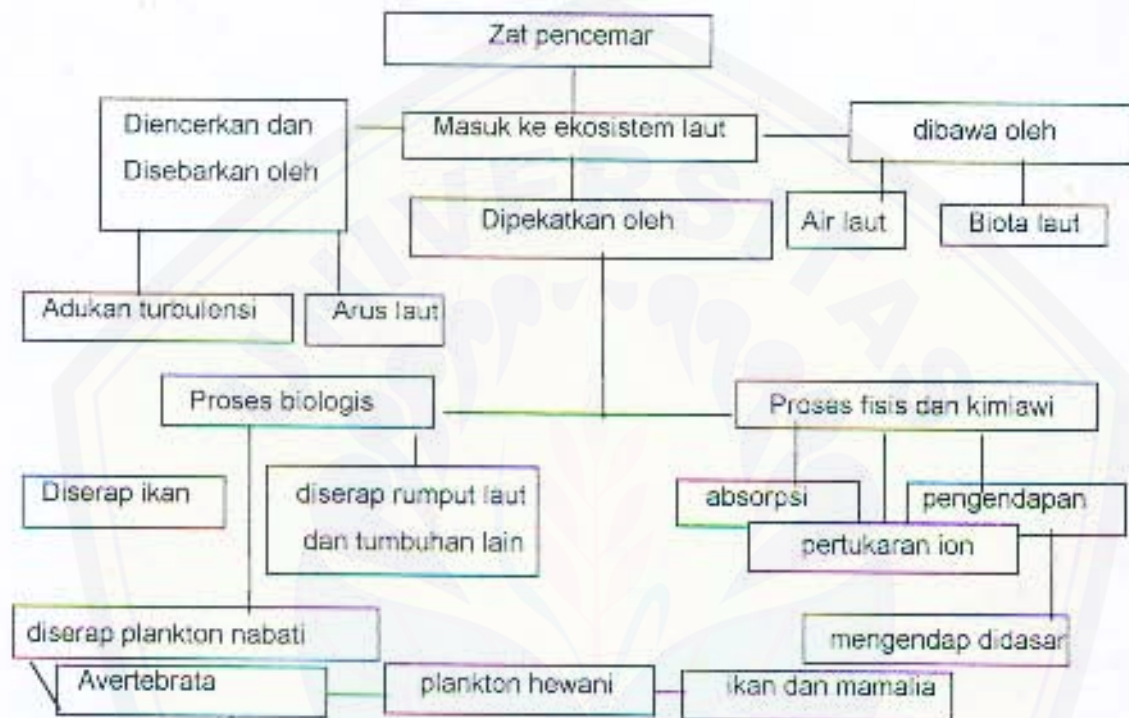 Zat pencemar
Diencerkan dan
Disebarkan oleh
Masuk ke ekosistem laut
dibawa oleh
Dipekatkan oleh
Air laut
Biota laut
Adukan turbulensi
Arus laut
Proses biologis
Proses fisis dan kimiawi
Diserap ikan
diserap rumput laut
dan tumbuhan lain
absorpsi
pengendapan
pertukaran ion
diserap plankton nabati
mengendap didasar
Avertebrata
plankton hewani
ikan dan mamalia
UNIVERSITAS